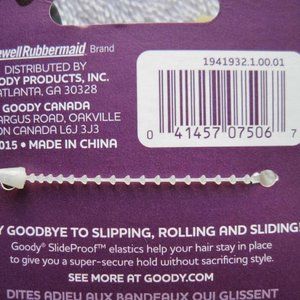 ewellRubbermaid Brand
DISTRIBUTED BY
ODY PRODUCTS, INC.
ATLANTA, GA 30328
GOODY CANADA
ARGUS ROAD, OAKVILLE
ON CANADA L6J 3J3
015 • MADE IN CHINA
1941932.1.00.01
0 41457 07506 7
Y GOODBYE TO SLIPPING, ROLLING AND SLIDING!
Goody® SlideProof™ elastics help your hair stay in place
to give you a super-secure hold without sacrificing style.
SEE MORE AT GOODY.COM
DITES ADIEU AUX BANDEAUX QUI GLISSENT